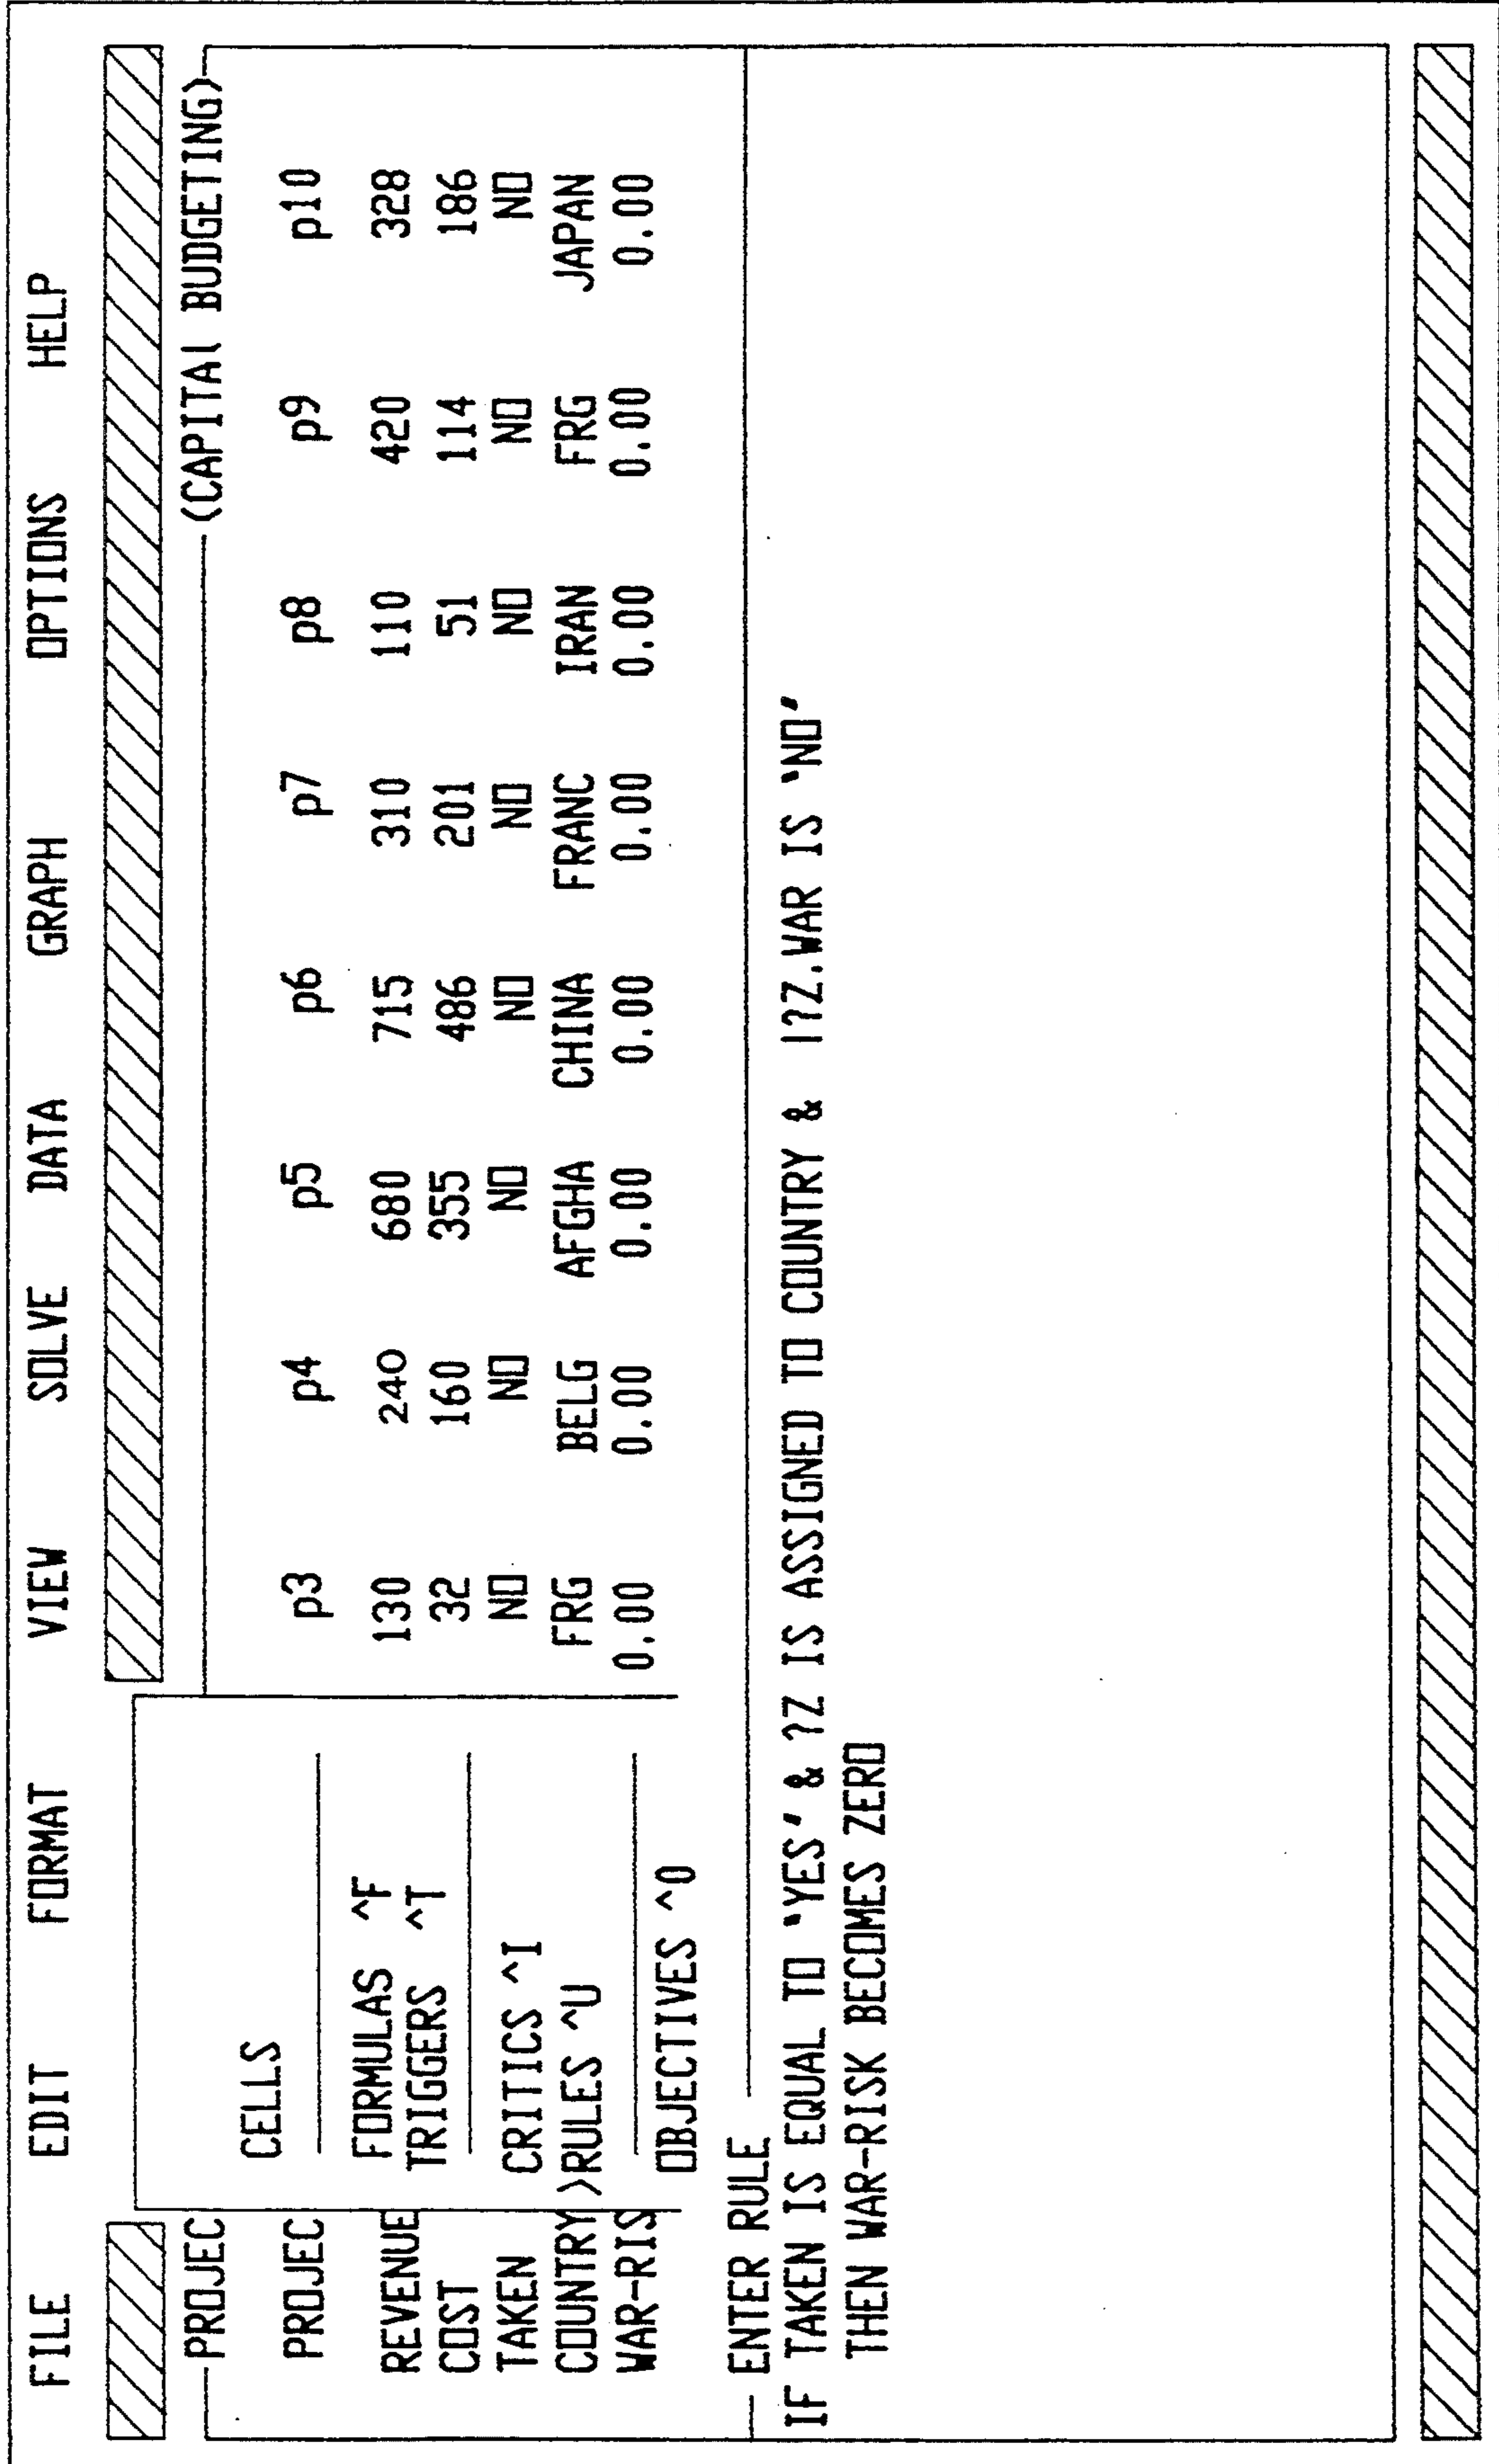 FILE EDIT FORMAT VIEW SOLVE DATA GRAPH OPTIONS HELP
PROJEC (CAPITAL BUDGETING)
CELLS
PROJEC p3 p4 p5 p6 p7 p8 p9 p10
REVENUE FORMULAS ^F 130 240 680 715 310 110 420 328
COST TRIGGERS ^T 32 160 355 486 201 51 114 186
TAKEN CRITICS ^I NO NO NO NO NO NO NO NO
COUNTRY >RULES ^U FRG BELG AFGHA CHINA FRANC IRAN FRG JAPAN
WAR-RIS 0.00 0.00 0.00 0.00 0.00 0.00 0.00 0.00
OBJECTIVES ^O
ENTER RULE
IF TAKEN IS EQUAL TO 'YES' & ?Z IS ASSIGNED TO COUNTRY & |?Z.WAR IS 'NO'
THEN WAR-RISK BECOMES ZERO